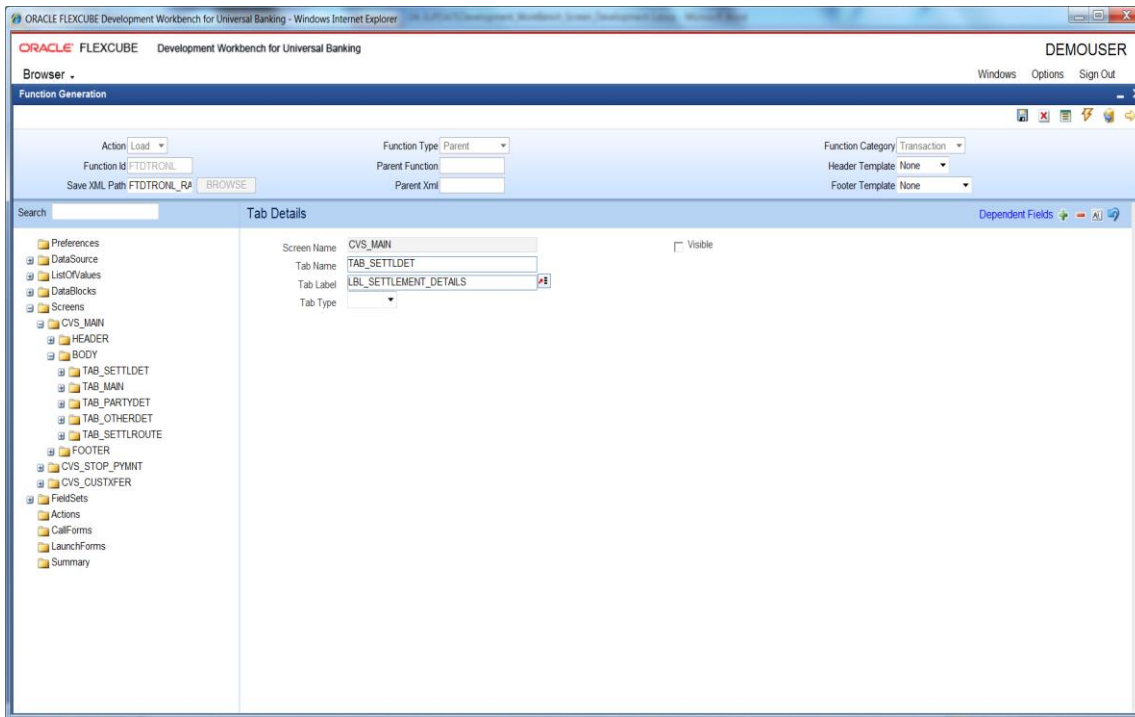 ORACLE FLEXCUBE Development Workbench for Universal Banking - Windows Internet Explorer
ORACLE FLEXCUBE Development Workbench for Universal Banking
DEMOUSER
Browser
Windows Options Sign Out
Function Generation
Action Load
Function Type Parent
Function Category Transaction
Function Id FTDTRONL
Parent Function
Header Template None
Save XML Path FTDTRONL_RA BROWSE
Parent Xml
Footer Template None
Search
Tab Details
Dependent Fields
Preferences
DataSource
ListOfValues
DataBlocks
Screens
CVS_MAIN
HEADER
BODY
TAB_SETTLDET
TAB_MAIN
TAB_PARTYDET
TAB_OTHERDET
TAB_SETTLROUTE
FOOTER
CVS_STOP_PYMNT
CVS_CUSTXFER
FieldSets
Actions
CallForms
LaunchForms
Summary
Screen Name CVS_MAIN
Visible
Tab Name TAB_SETTLDET
Tab Label LBL_SETTLEMENT_DETAILS
Tab Type